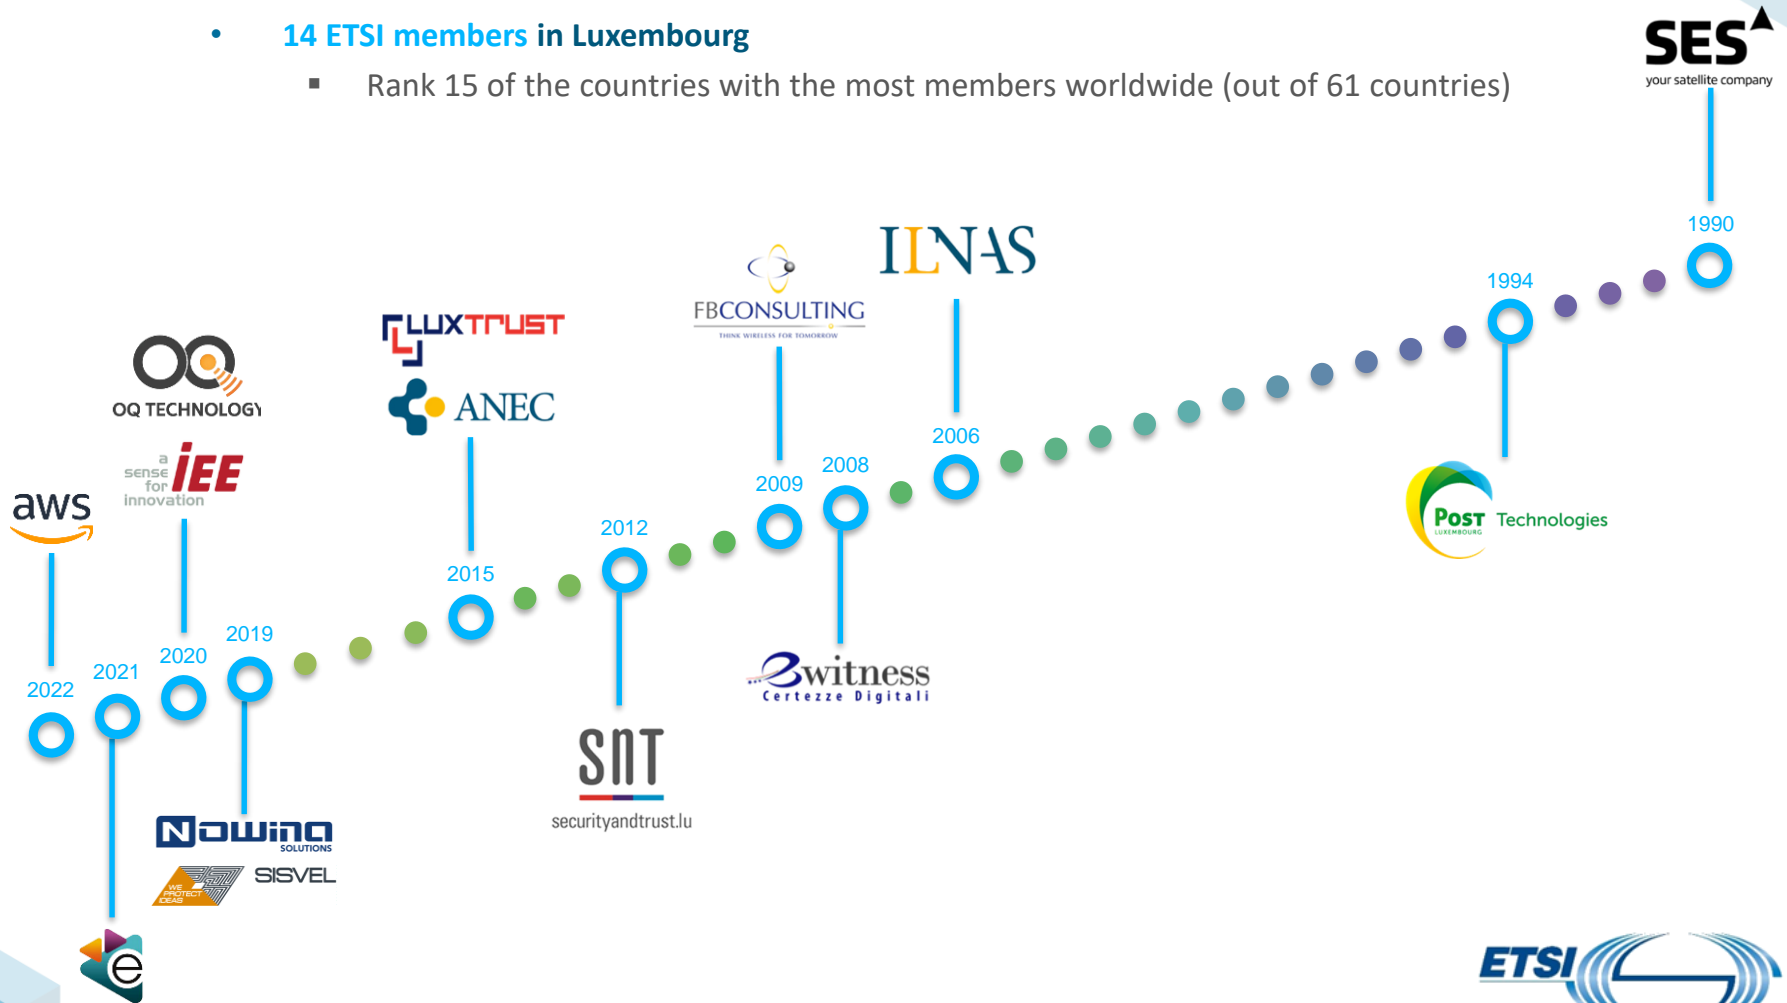 • 14 ETSI members in Luxembourg
▪ Rank 15 of the countries with the most members worldwide (out of 61 countries)
SES
your satellite company
1990
1994
POST Technologies
LUXEMBOURG
ILNAS
2006
FBCONSULTING
THINK WIRELESS FOR TOMORROW
2009
2008
witness
Certezze Digitali
2012
SNT
securityandtrust.lu
LUXTRUST
ANEC
2015
OQ
OQ TECHNOLOGY
a sense for innovation
iEE
2020
2019
NOWINA
SOLUTIONS
SISVEL
WE
PROTECT
IDEAS
aws
2022
2021
e
ETSI